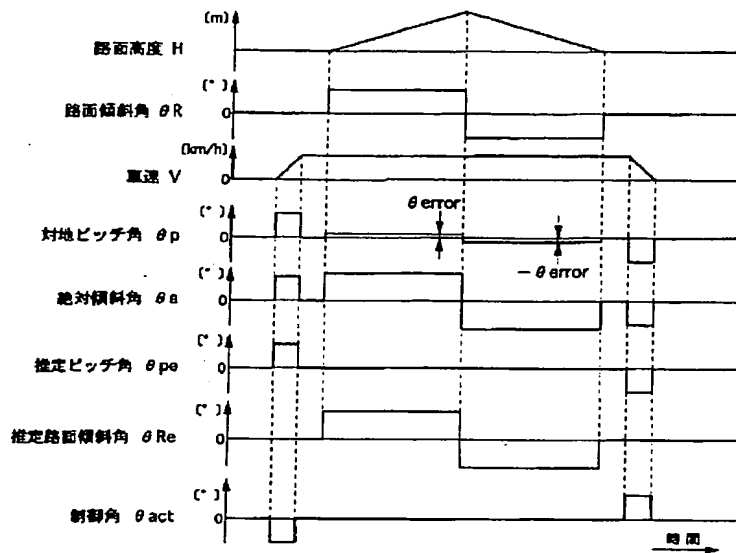 (m)
路面高度 H
(°)
路面傾斜角 θR
0
(km/h)
車速 V
0
(°)
θ error
対地ピッチ角 θp
0
(°)
- θ error
絶対傾斜角 θa
0
(°)
推定ピッチ角 θpe
0
(°)
推定路面傾斜角 θRe
0
(°)
制御角 θact
0
時間